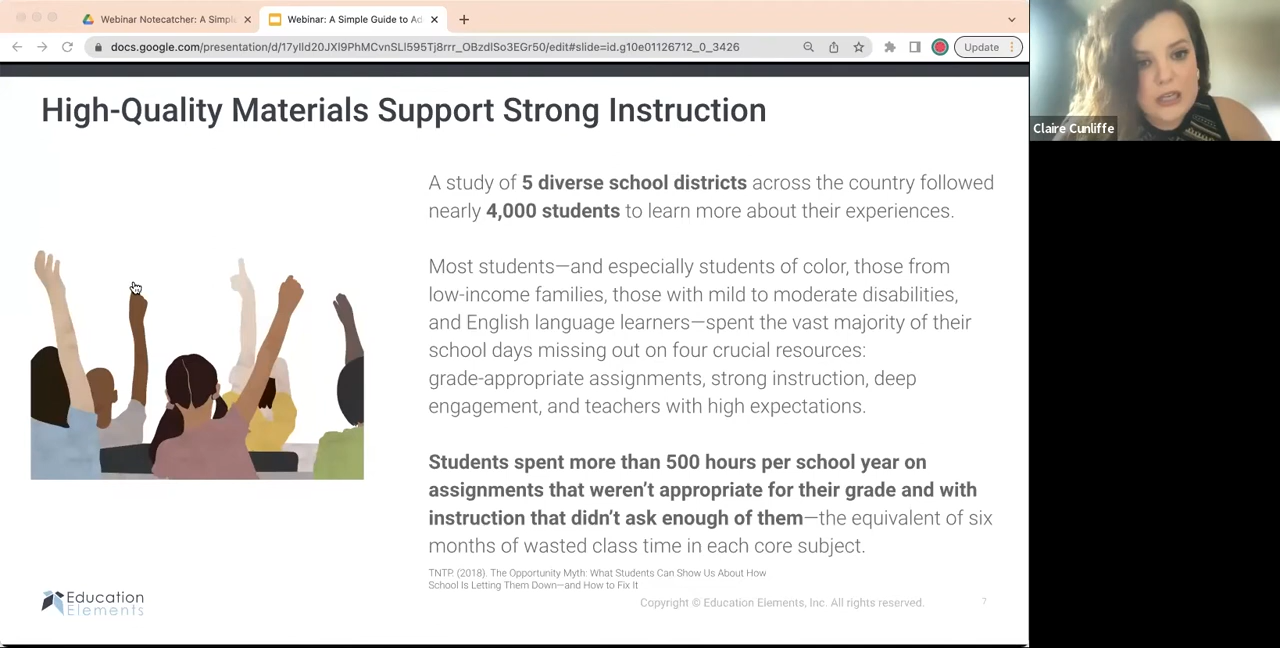 Webinar Notecatcher: A Simple
Webinar: A Simple Guide to Ad
docs.google.com/presentation/d/17yIld20JXl9PhMCvnSLl595Tj8rrr_OBzdlSo3EGr50/edit#slide=id.g10e01126712_0_3426
Update
Claire Cunliffe
High-Quality Materials Support Strong Instruction
A study of 5 diverse school districts across the country followed
nearly 4,000 students to learn more about their experiences.
Most students—and especially students of color, those from
low-income families, those with mild to moderate disabilities,
and English language learners—spent the vast majority of their
school days missing out on four crucial resources:
grade-appropriate assignments, strong instruction, deep
engagement, and teachers with high expectations.
Students spent more than 500 hours per school year on
assignments that weren’t appropriate for their grade and with
instruction that didn’t ask enough of them—the equivalent of six
months of wasted class time in each core subject.
TNTP. (2018). The Opportunity Myth: What Students Can Show Us About How
School Is Letting Them Down—and How to Fix It
Education
Elements
Copyright © Education Elements, Inc. All rights reserved.
7